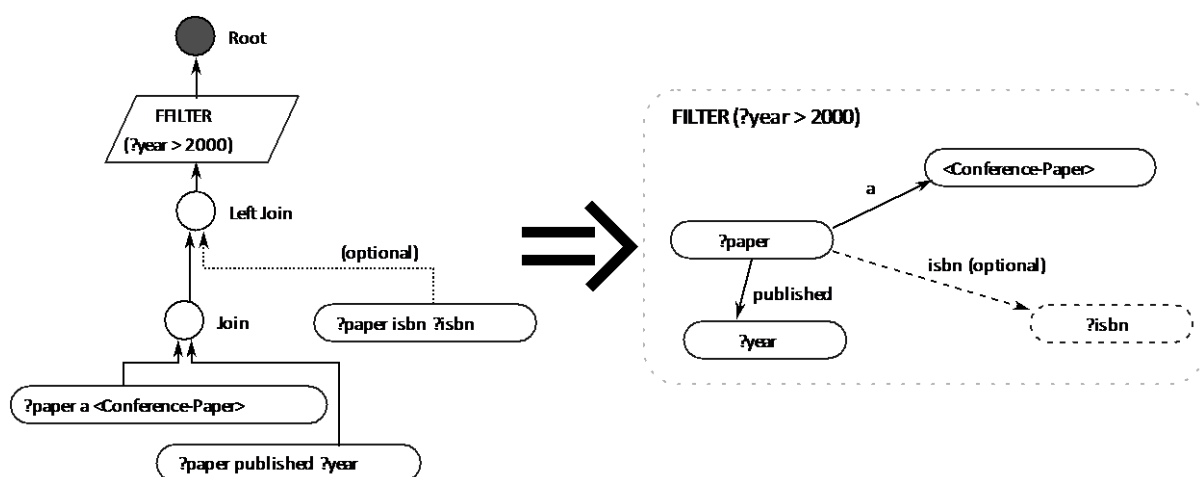 Root
FFILTER
(?year > 2000)
Left Join
(optional)
?paper isbn ?isbn
Join
?paper a <Conference-Paper>
?paper published ?year
FILTER (?year > 2000)
<Conference-Paper>
a
?paper
isbn (optional)
published
?isbn
?year